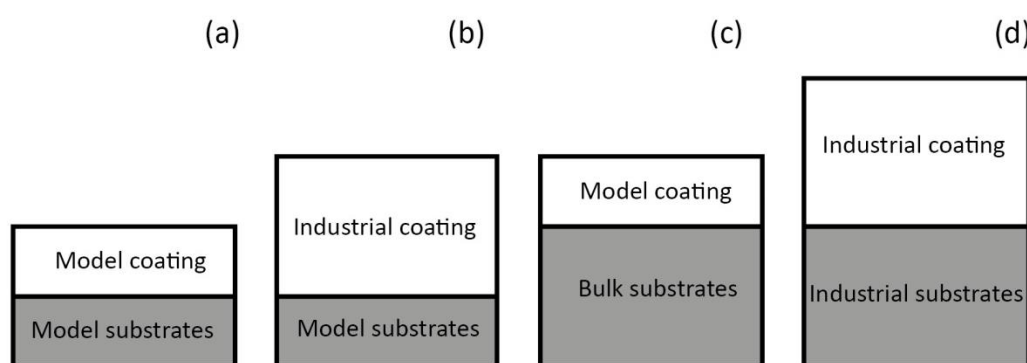 (a)
(b)
(c)
(d)
Industrial coating
Model coating
Industrial coating
Model coating
Bulk substrates
Model substrates
Model substrates
Industrial substrates